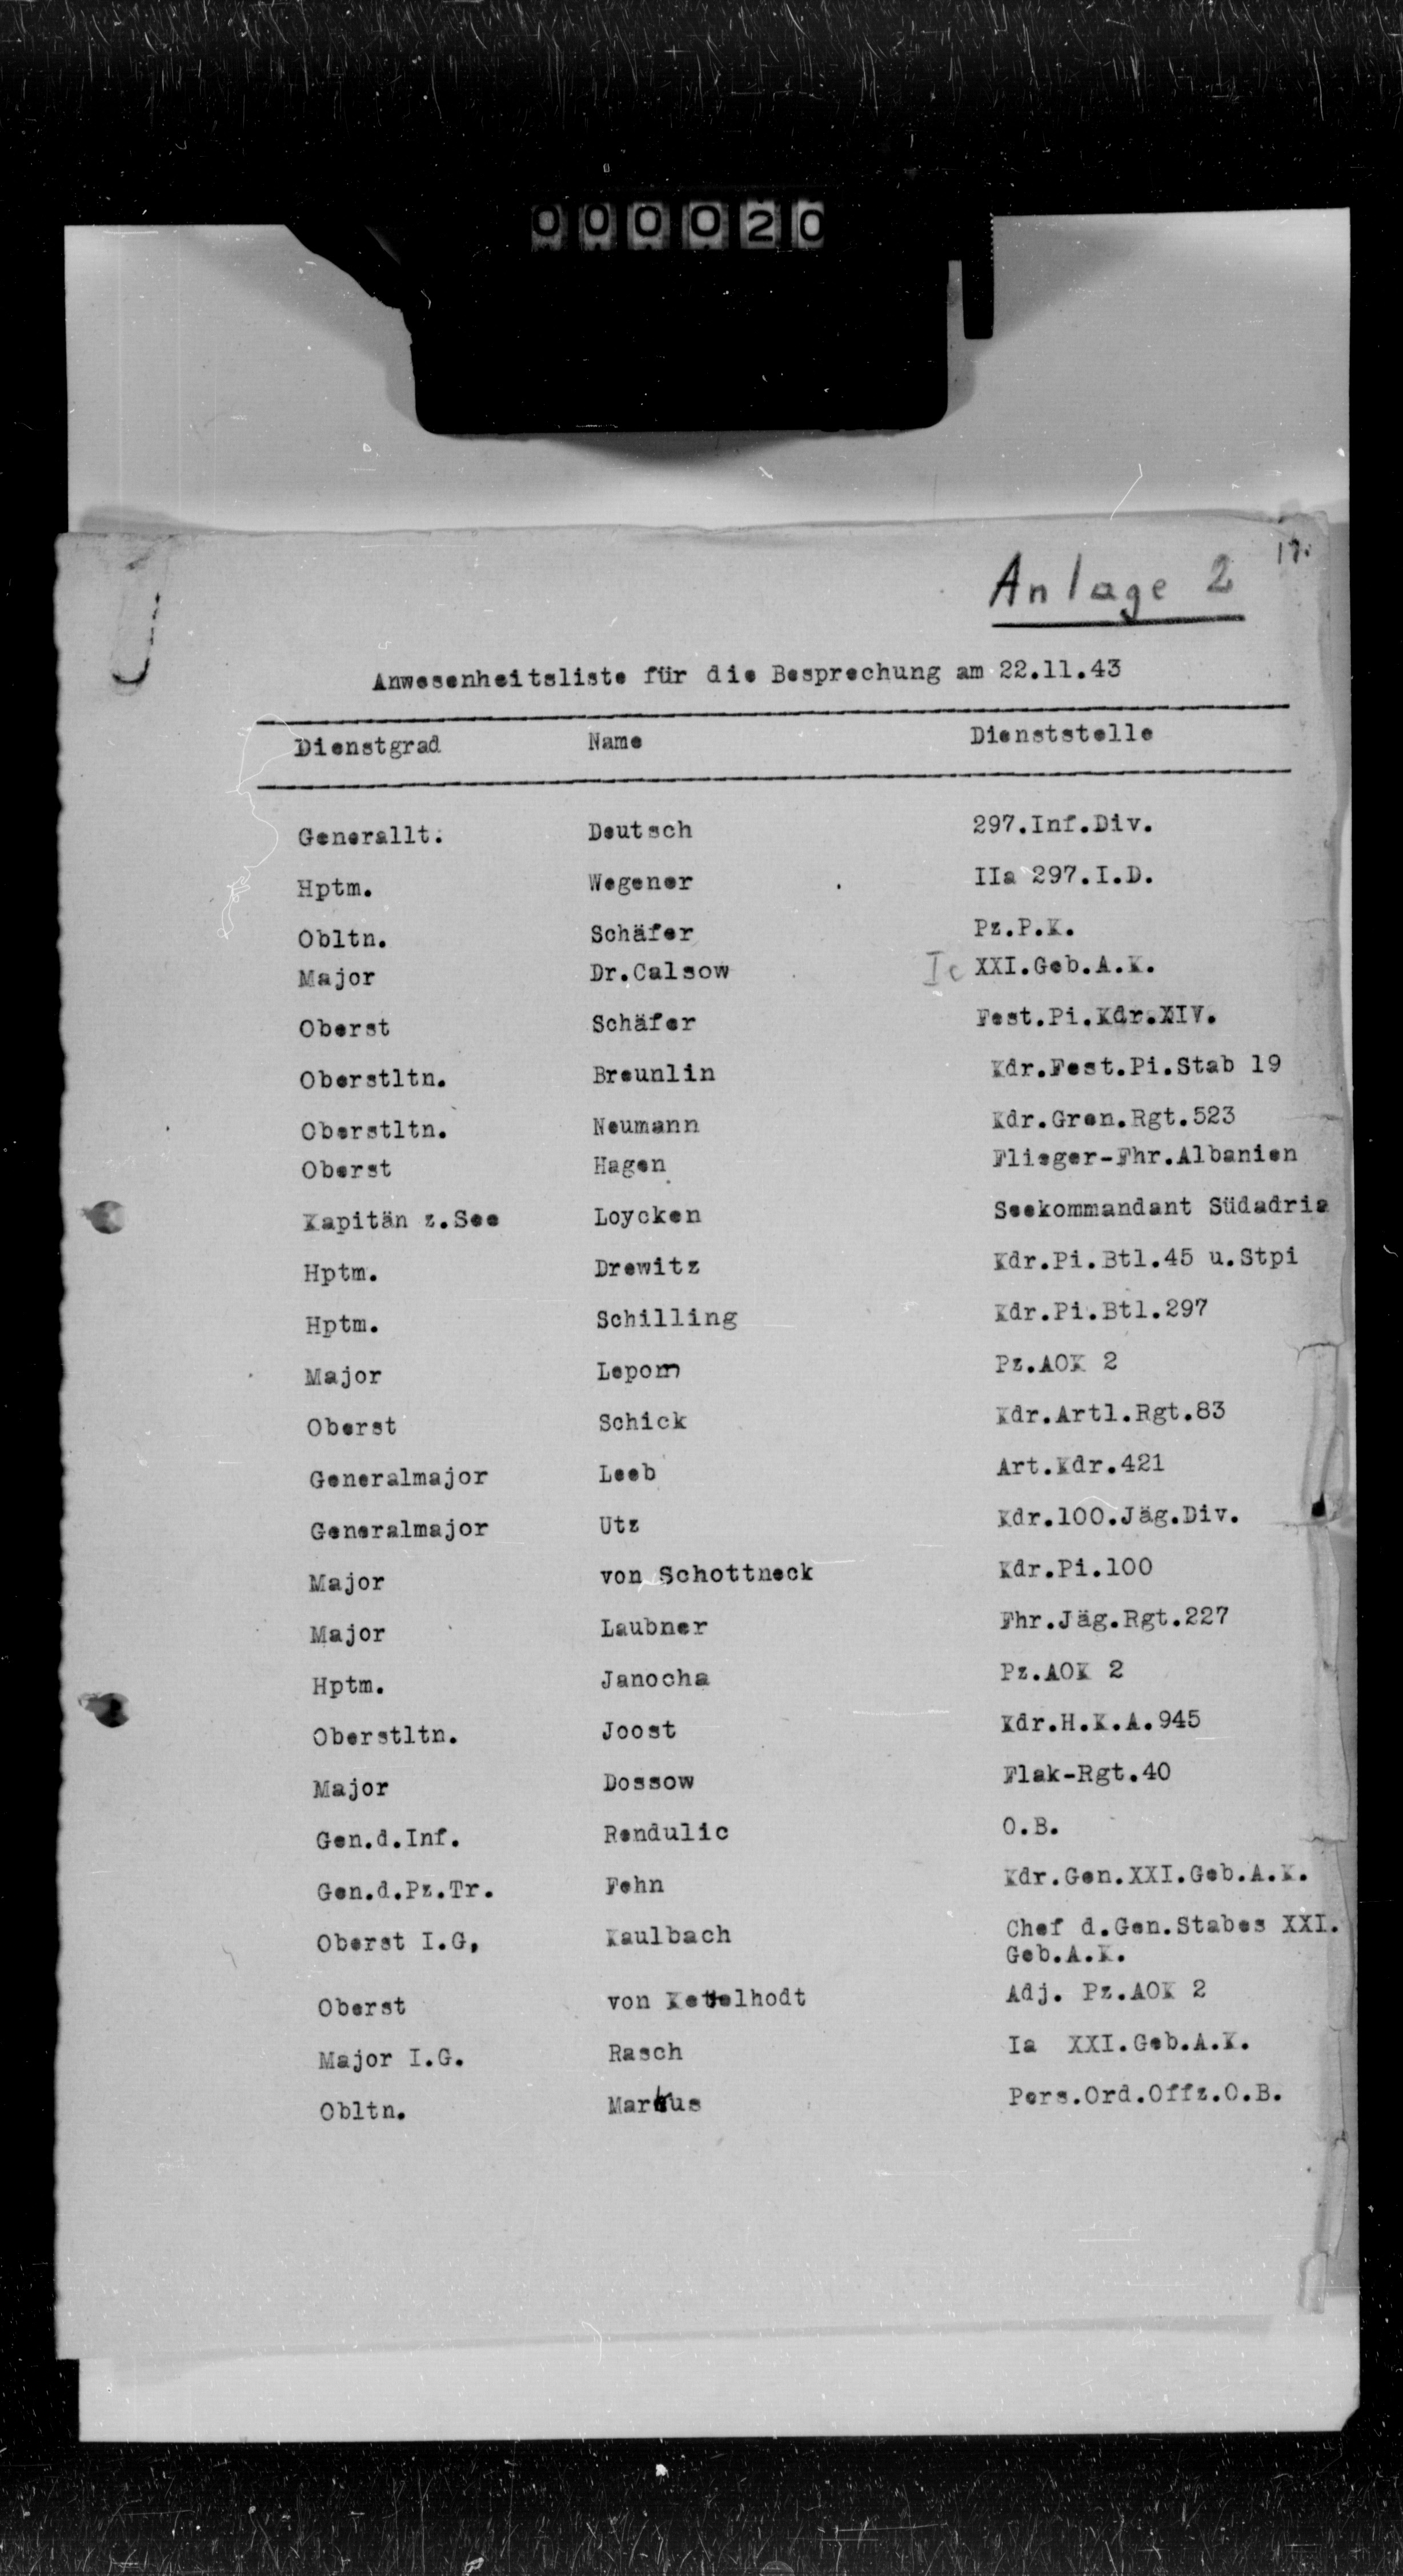 000020
Anlage 2
Anwesenheitsliste für die Besprechung am 22.11.43
Dienstgrad Name Dienststelle
Generallt. Deutsch 297.Inf.Div.
Hptm. Wegener IIa 297.I.D.
Obltn. Schäfer Pz.P.K.
Major Dr.Calsow Ic XXI.Geb.A.K.
Oberst Schäfer Fest.Pi.Kdr.XIV.
Oberstltn. Breunlin Kdr.Fest.Pi.Stab 19
Oberstltn. Neumann Kdr.Gren.Rgt.523
Oberst Hagen Flieger-Fhr.Albanien
Kapitän z.See Loycken Seekommandant Südadria
Hptm. Drewitz Kdr.Pi.Btl.45 u.Stpi
Hptm. Schilling Kdr.Pi.Btl.297
Major Lepom Pz.AOK 2
Oberst Schick Kdr.Artl.Rgt.83
Generalmajor Leeb Art.Kdr.421
Generalmajor Utz Kdr.100.Jäg.Div.
Major von Schottneck Kdr.Pi.100
Major Laubner Fhr.Jäg.Rgt.227
Hptm. Janocha Pz.AOK 2
Oberstltn. Joost Kdr.H.K.A.945
Major Dossow Flak-Rgt.40
Gen.d.Inf. Rendulic O.B.
Gen.d.Pz.Tr. Fehn Kdr.Gen.XXI.Geb.A.K.
Oberst I.G, Kaulbach Chef d.Gen.Stabes XXI.
Geb.A.K.
Oberst von Kettelhodt Adj. Pz.AOK 2
Major I.G. Rasch Ia XXI.Geb.A.K.
Obltn. Markus Pers.Ord.Offz.O.B.